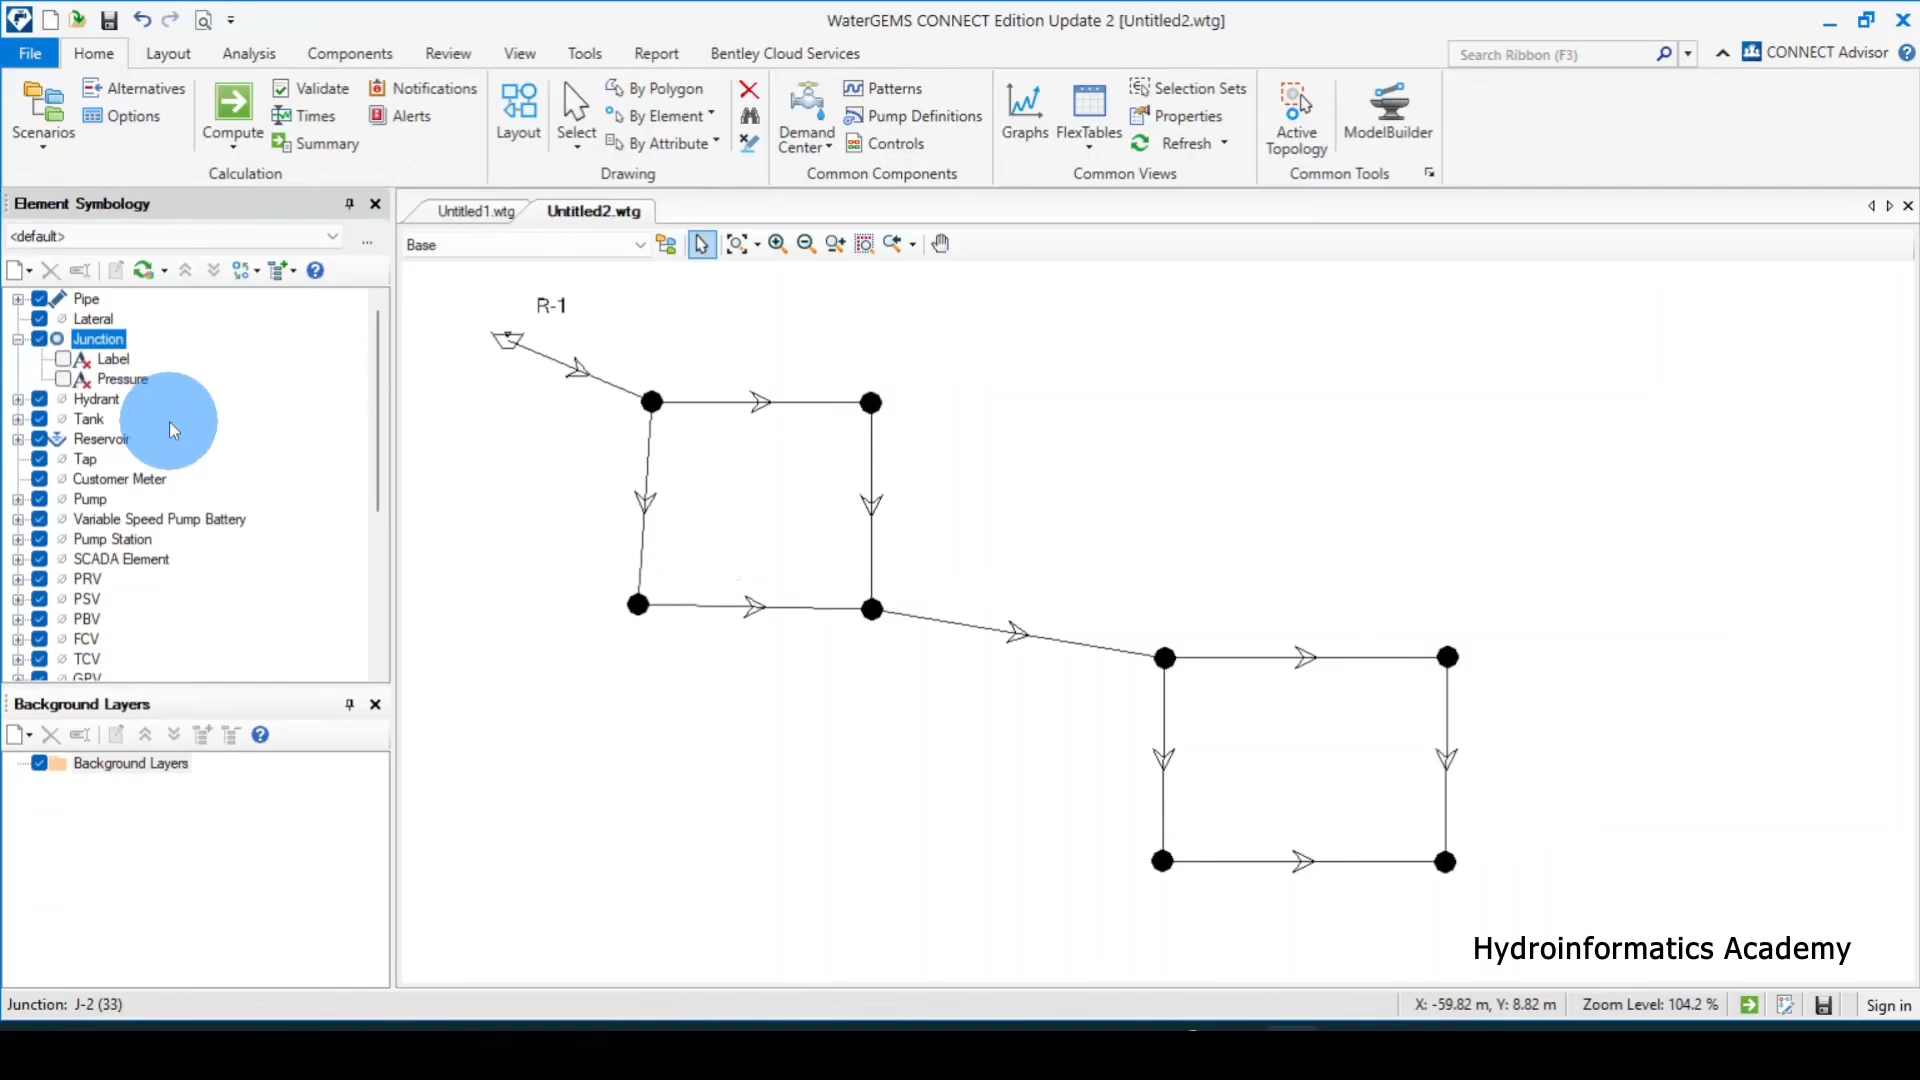 WaterGEMS CONNECT Edition Update 2 [Untitled2.wtg]
File Home Layout Analysis Components Review View Tools Report Bentley Cloud Services
Search Ribbon (F3)
CONNECT Advisor
Scenarios
Alternatives
Options
Compute
Validate
Times
Summary
Notifications
Alerts
Calculation
Layout
Select
By Polygon
By Element
By Attribute
Drawing
Demand Center
Patterns
Pump Definitions
Controls
Common Components
Graphs
FlexTables
Selection Sets
Properties
Refresh
Common Views
Active Topology
ModelBuilder
Common Tools
Element Symbology
<default>
...
Pipe
Lateral
Junction
Label
Pressure
Hydrant
Tank
Reservoir
Tap
Customer Meter
Pump
Variable Speed Pump Battery
Pump Station
SCADA Element
PRV
PSV
PBV
FCV
TCV
GPV
Background Layers
Background Layers
Untitled1.wtg
Untitled2.wtg
Base
R-1
Hydroinformatics Academy
Junction: J-2 (33)
X: -59.82 m, Y: 8.82 m
Zoom Level: 104.2 %
Sign in